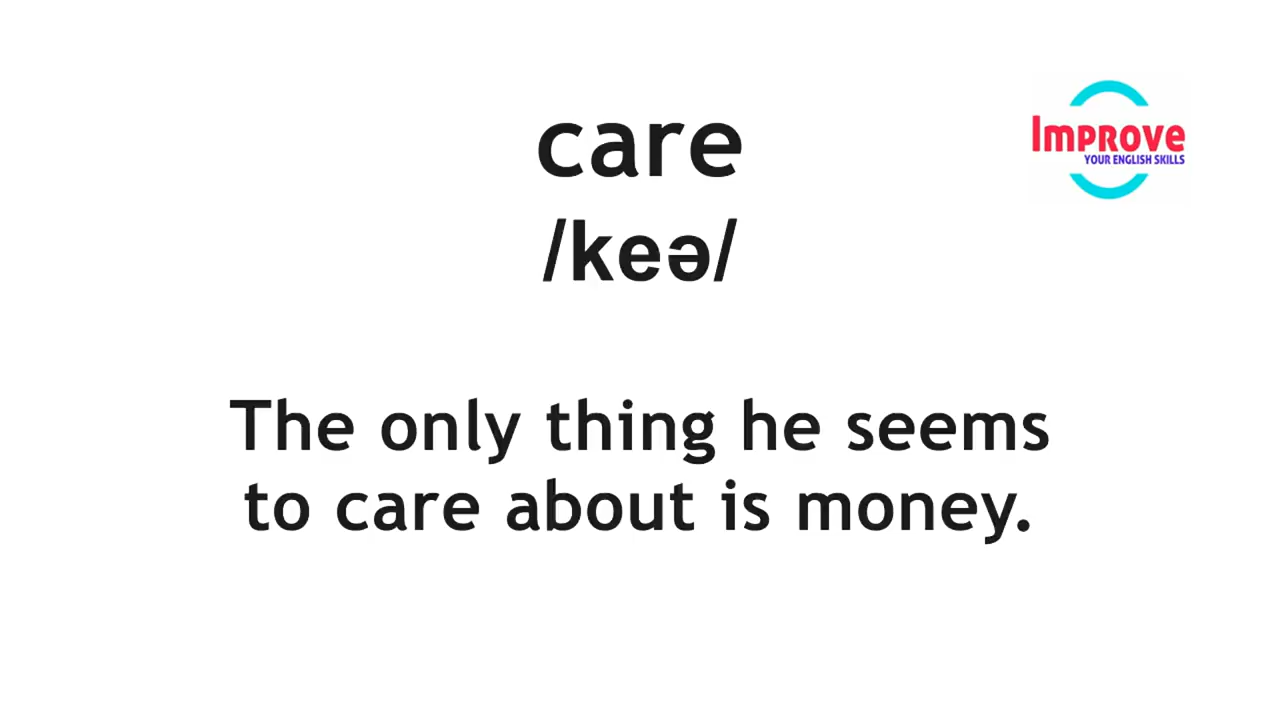 care
Improve
YOUR ENGLISH SKILLS
/keə/
The only thing he seems
to care about is money.